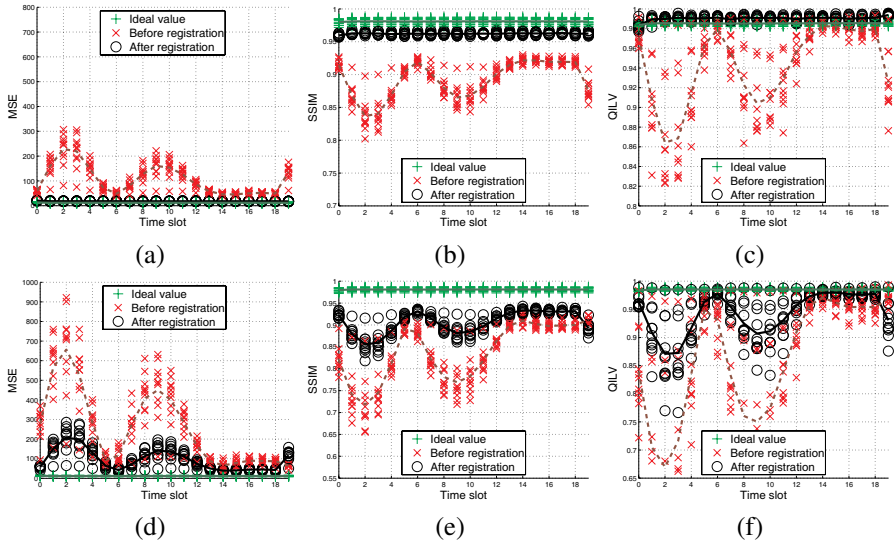 800
700
600
500
400
300
200
100
MSE
Ideal value
Before registration
After registration
0 2 4 6 8 10 12 14 16 18
Time slot
(a)
1
0.95
0.9
0.85
0.8
0.75
0.7
SSIM
Ideal value
Before registration
After registration
0 2 4 6 8 10 12 14 16 18
Time slot
(b)
1
0.98
0.96
0.94
0.92
0.9
0.88
0.86
0.84
0.82
0.8
QILV
Ideal value
Before registration
After registration
0 2 4 6 8 10 12 14 16 18
Time slot
(c)
1000
900
800
700
600
500
400
300
200
100
0
MSE
Ideal value
Before registration
After registration
0 2 4 6 8 10 12 14 16 18
Time slot
(d)
1
0.95
0.9
0.85
0.8
0.75
0.7
0.65
0.6
0.55
SSIM
Ideal value
Before registration
After registration
0 2 4 6 8 10 12 14 16 18
Time slot
(e)
1
0.95
0.9
0.85
0.8
0.75
0.7
0.65
QILV
Ideal value
Before registration
After registration
0 2 4 6 8 10 12 14 16 18
Time slot
(f)